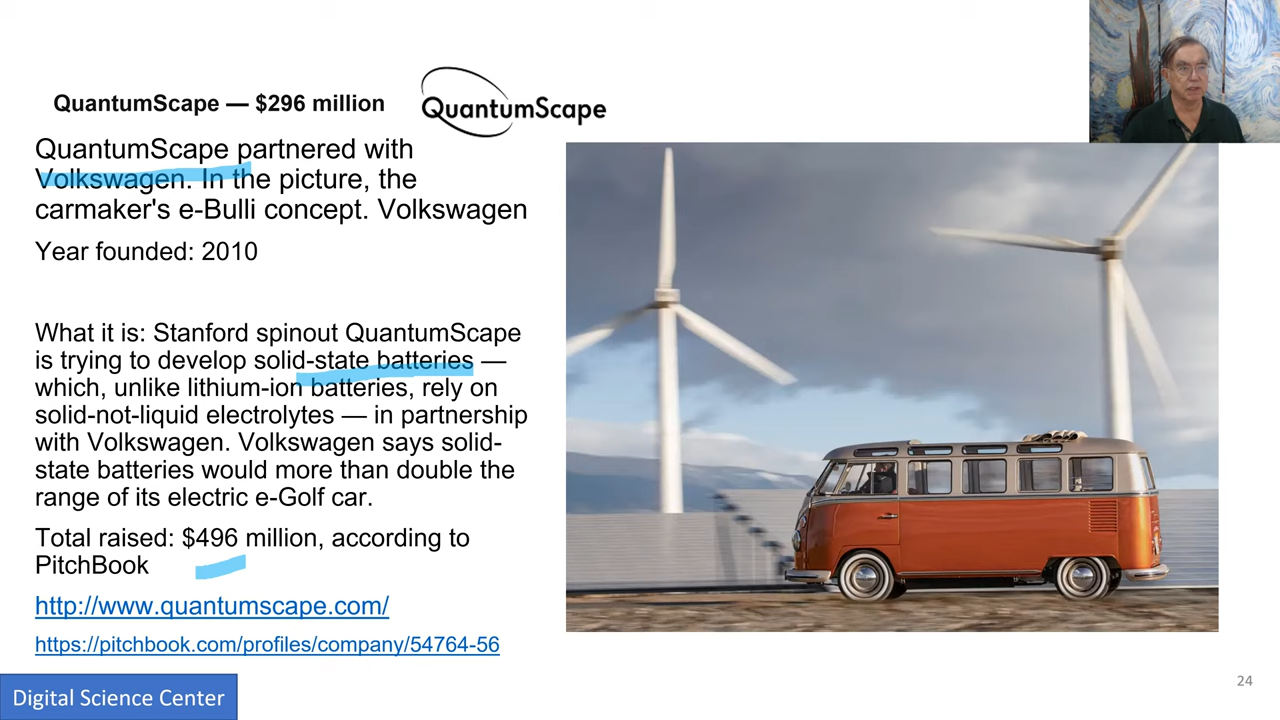 QuantumScape — $296 million
QuantumScape
QuantumScape partnered with
Volkswagen. In the picture, the
carmaker's e-Bulli concept. Volkswagen
Year founded: 2010
What it is: Stanford spinout QuantumScape
is trying to develop solid-state batteries —
which, unlike lithium-ion batteries, rely on
solid-not-liquid electrolytes — in partnership
with Volkswagen. Volkswagen says solid-
state batteries would more than double the
range of its electric e-Golf car.
Total raised: $496 million, according to
PitchBook
http://www.quantumscape.com/
https://pitchbook.com/profiles/company/54764-56
24
Digital Science Center